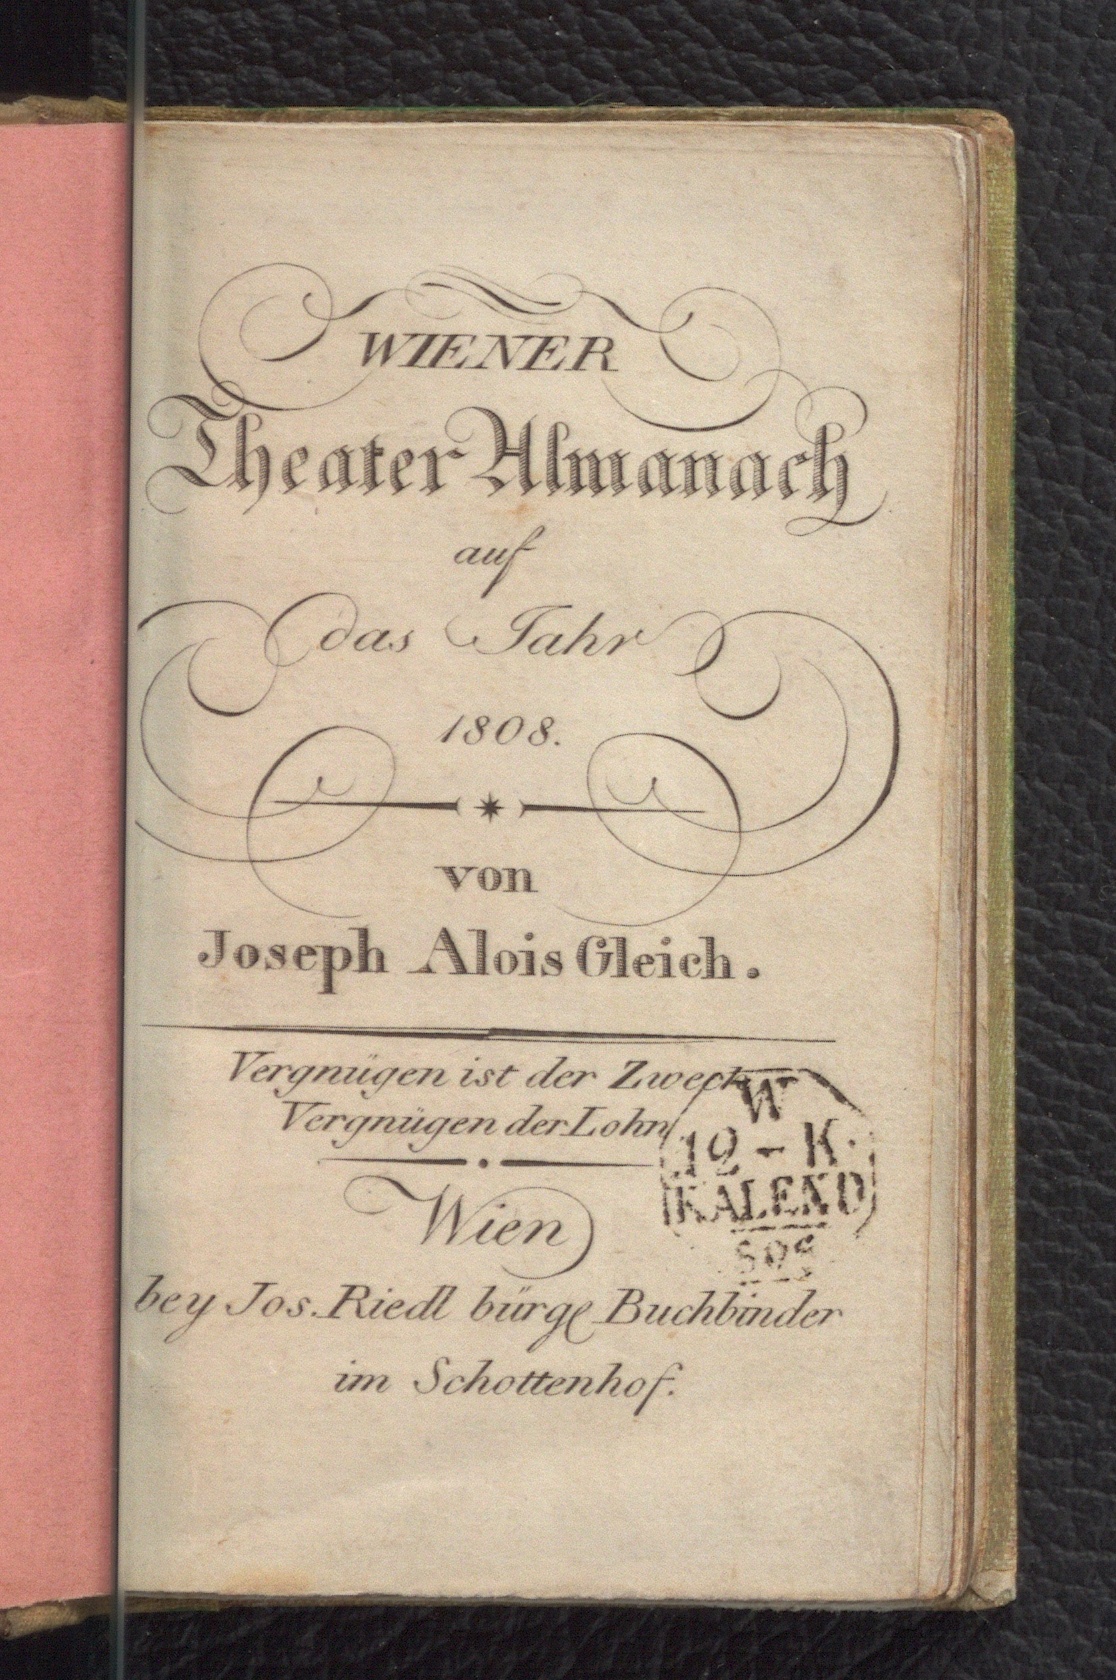 WIENER
Theater Almanach
auf
das Jahr
1808.
von
Joseph Alois Gleich.
Vergnügen ist der Zweck
Vergnügen der Lohn
Wien
bey Jos. Riedl bürgl Buchbinder
im Schottenhof.
W
12 - K.
KALEND